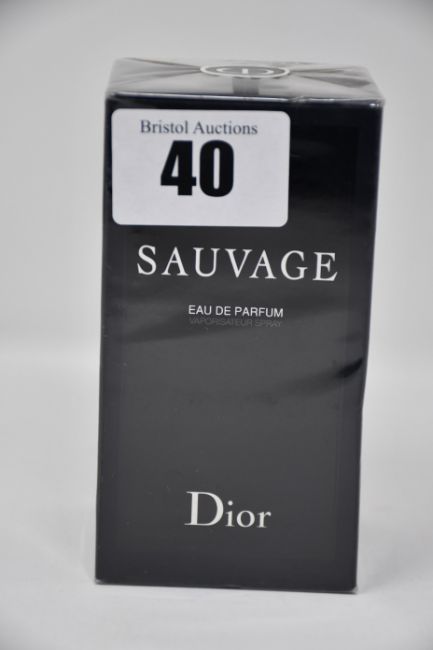 Bristol Auctions
40
SAUVAGE
EAU DE PARFUM
VAPORISATEUR SPRAY
Dior